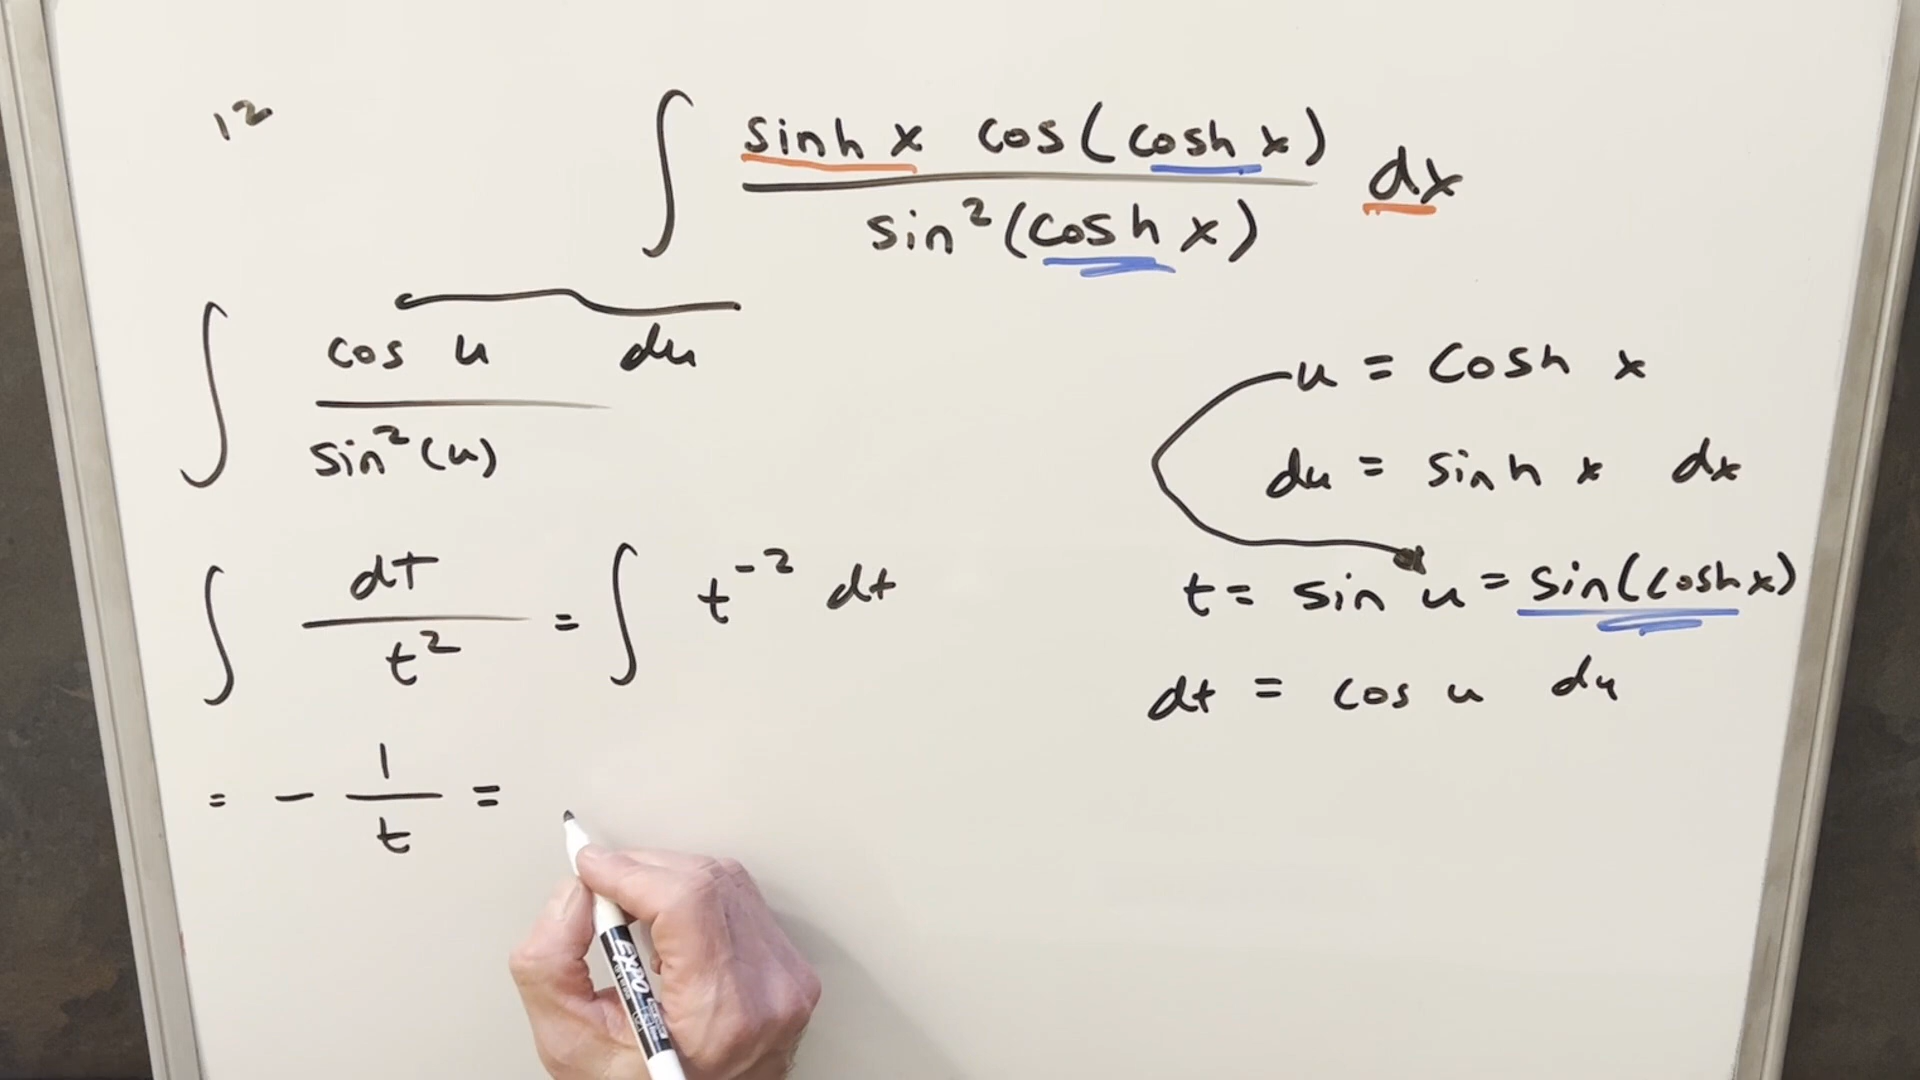 12
∫ sinh x cos(cosh x) / sin²(cosh x) dx
∫ cos u du / sin²(u)
u = cosh x
du = sinh x dx
∫ dt / t² = ∫ t⁻² dt
t = sin u = sin(cosh x)
dt = cos u du
= - 1 / t =
EXPO